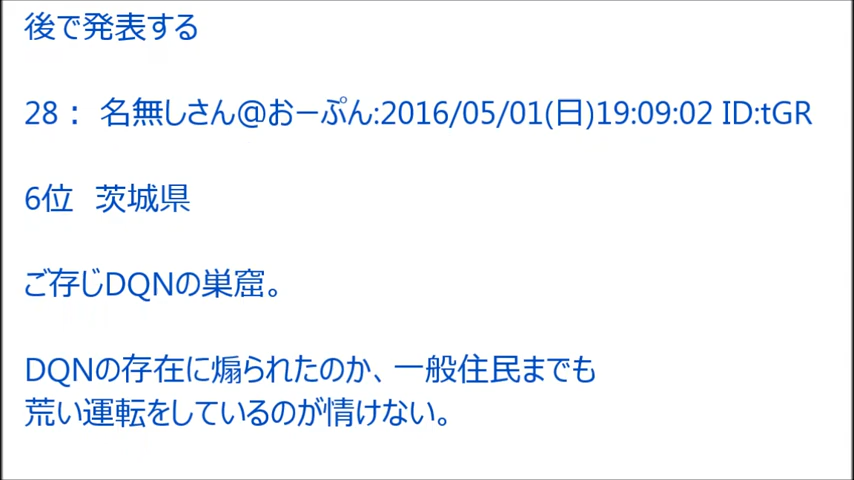 後で発表する
28： 名無しさん@おーぷん:2016/05/01(日)19:09:02 ID:tGR
6位 茨城県
ご存じDQNの巣窟。
DQNの存在に煽られたのか、一般住民までも
荒い運転をしているのが情けない。